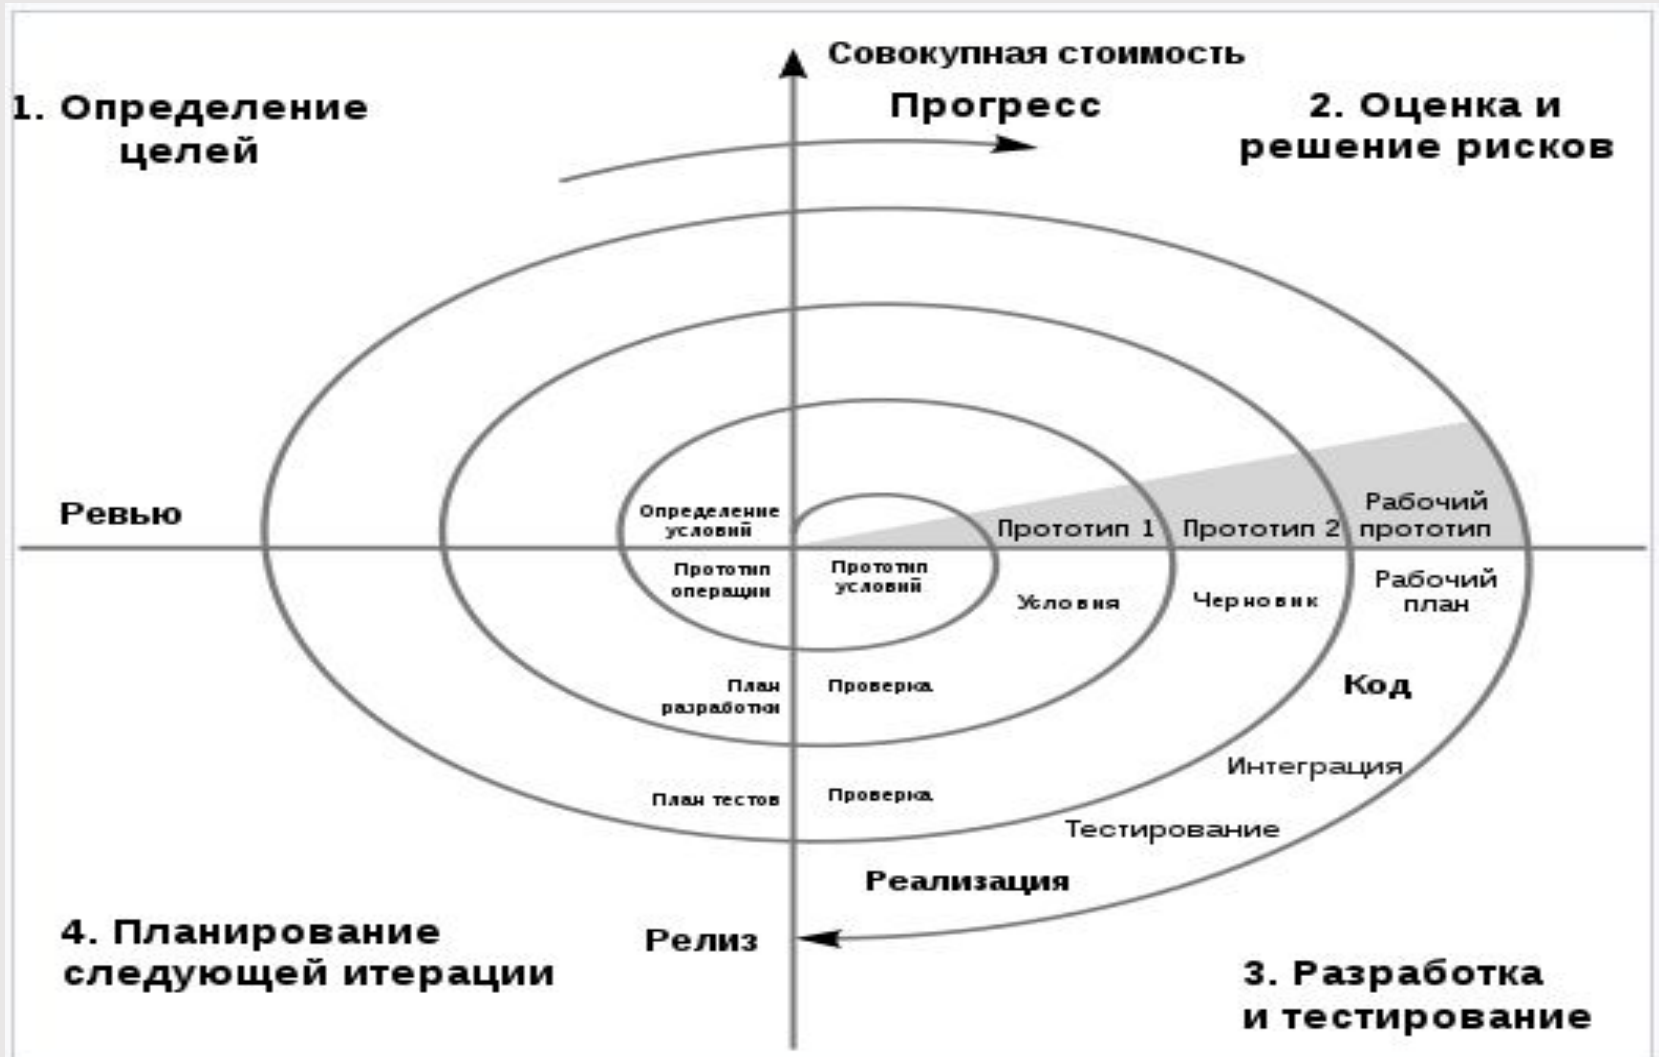 Совокупная стоимость
1. Определение
целей
Прогресс
2. Оценка и
решение рисков
Ревью
Определение
условий
Прототип 1
Прототип 2
Рабочий
прототип
Прототип
операции
Прототип
условий
Условия
Черновик
Рабочий
план
План
разработки
Проверка
Код
Интеграция
План тестов
Проверка
Тестирование
Реализация
4. Планирование
следующей итерации
Релиз
3. Разработка
и тестирование